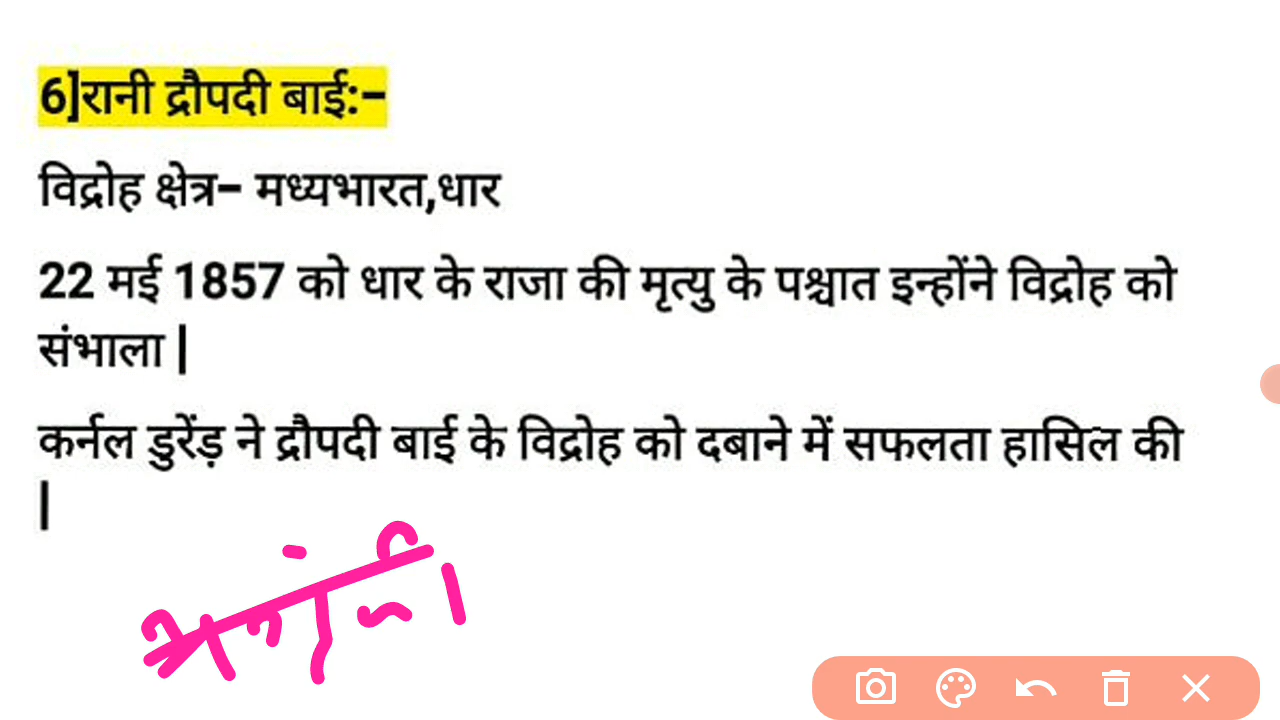 6]रानी द्रौपदी बाई:–
विद्रोह क्षेत्र– मध्यभारत,धार
22 मई 1857 को धार के राजा की मृत्यु के पश्चात इन्होंने विद्रोह को
संभाला |
कर्नल डुरेंड़ ने द्रौपदी बाई के विद्रोह को दबाने में सफलता हासिल की
|